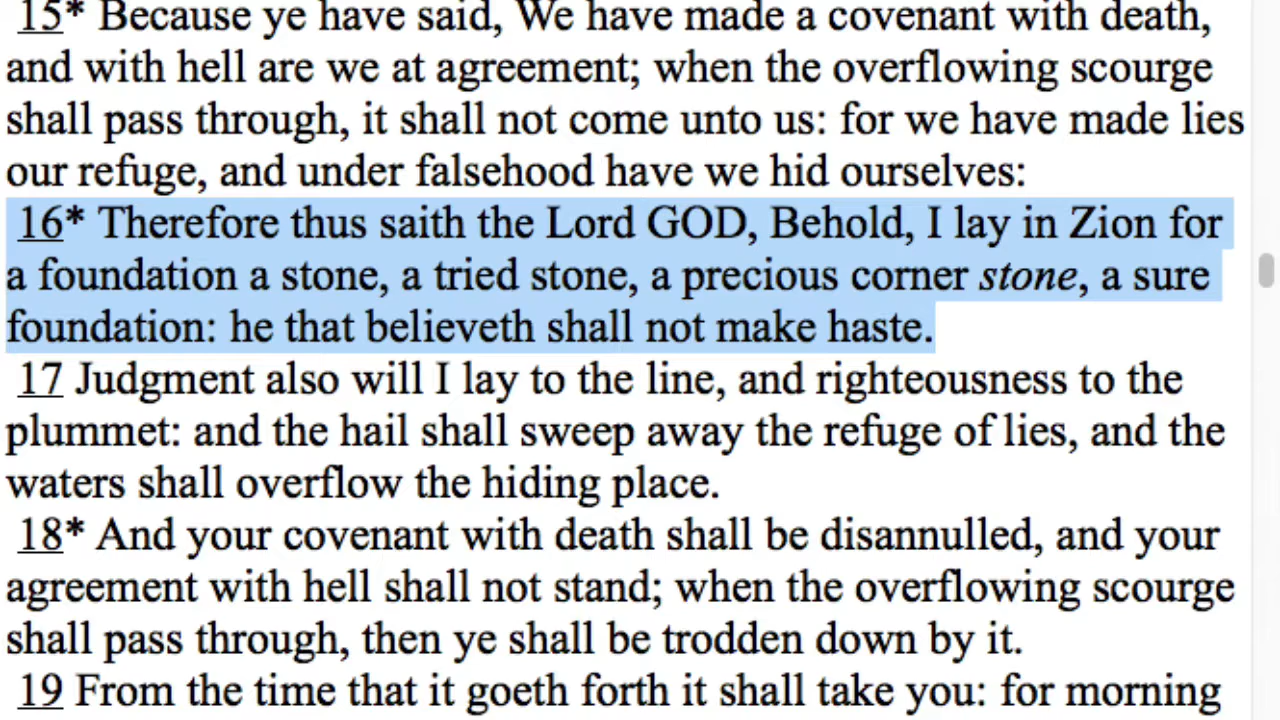 15* Because ye have said, We have made a covenant with death,
and with hell are we at agreement; when the overflowing scourge
shall pass through, it shall not come unto us: for we have made lies
our refuge, and under falsehood have we hid ourselves:
16* Therefore thus saith the Lord GOD, Behold, I lay in Zion for
a foundation a stone, a tried stone, a precious corner stone, a sure
foundation: he that believeth shall not make haste.
17 Judgment also will I lay to the line, and righteousness to the
plummet: and the hail shall sweep away the refuge of lies, and the
waters shall overflow the hiding place.
18* And your covenant with death shall be disannulled, and your
agreement with hell shall not stand; when the overflowing scourge
shall pass through, then ye shall be trodden down by it.
19 From the time that it goeth forth it shall take you: for morning